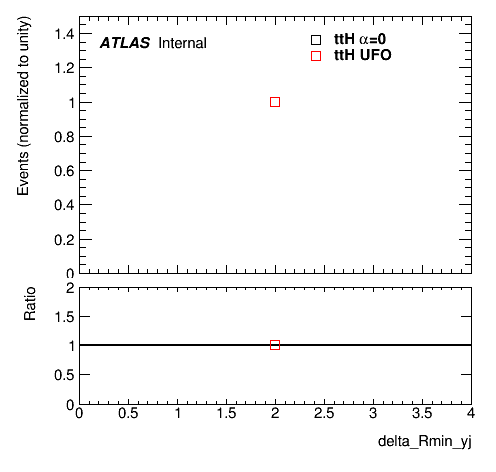 ATLAS Internal
ttH α=0
ttH UFO
Events (normalized to unity)
1.4
1.2
1
0.8
0.6
0.4
0.2
0
Ratio
2
1.5
1
0.5
0
0 0.5 1 1.5 2 2.5 3 3.5 4
delta_Rmin_yj